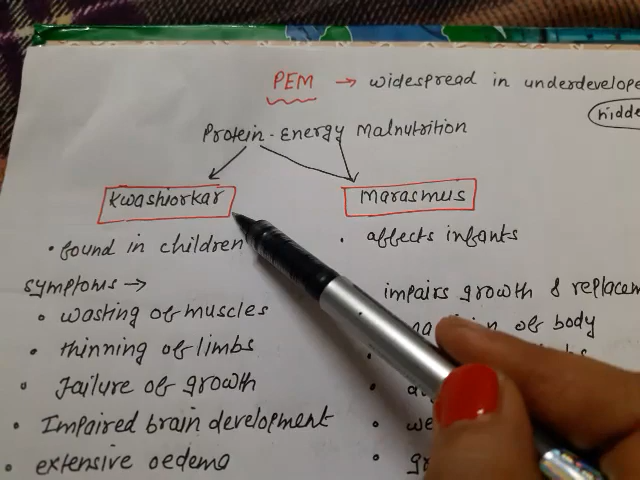 PEM → widespread in underdevelope
hidde
Protein-Energy Malnutrition
Kwashiorkar
Marasmus
• found in children
• affects infants
symptoms →
• wasting of muscles
• thinning of limbs
• Failure of growth
• Impaired brain development
• extensive oedema
impairs growth & replacem
of body